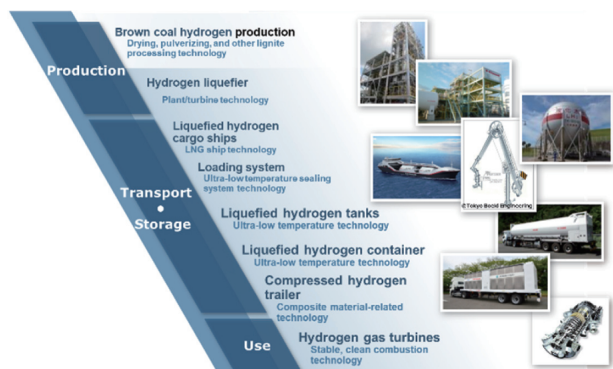 Brown coal hydrogen production
Drying, pulverizing, and other lignite
processing technology
Production
Hydrogen liquefier
Plant/turbine technology
Liquefied hydrogen
cargo ships
LNG ship technology
Loading system
Ultra-low temperature sealing
system technology
Transport
•
Storage
Liquefied hydrogen tanks
Ultra-low temperature technology
Liquefied hydrogen container
Ultra-low temperature technology
Compressed hydrogen
trailer
Composite material-related
technology
Use
Hydrogen gas turbines
Stable, clean combustion
technology
©Tokyo Boeki Engineering